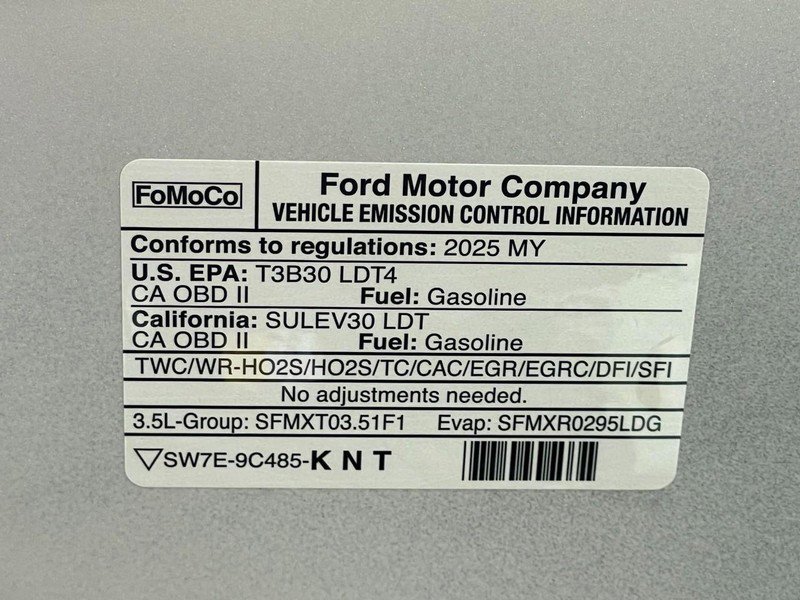 FoMoCo
Ford Motor Company
VEHICLE EMISSION CONTROL INFORMATION
Conforms to regulations: 2025 MY
U.S. EPA: T3B30 LDT4
CA OBD II Fuel: Gasoline
California: SULEV30 LDT
CA OBD II Fuel: Gasoline
TWC/WR-HO2S/HO2S/TC/CAC/EGR/EGRC/DFI/SFI
No adjustments needed.
3.5L-Group: SFMXT03.51F1 Evap: SFMXR0295LDG
SW7E-9C485-K N T